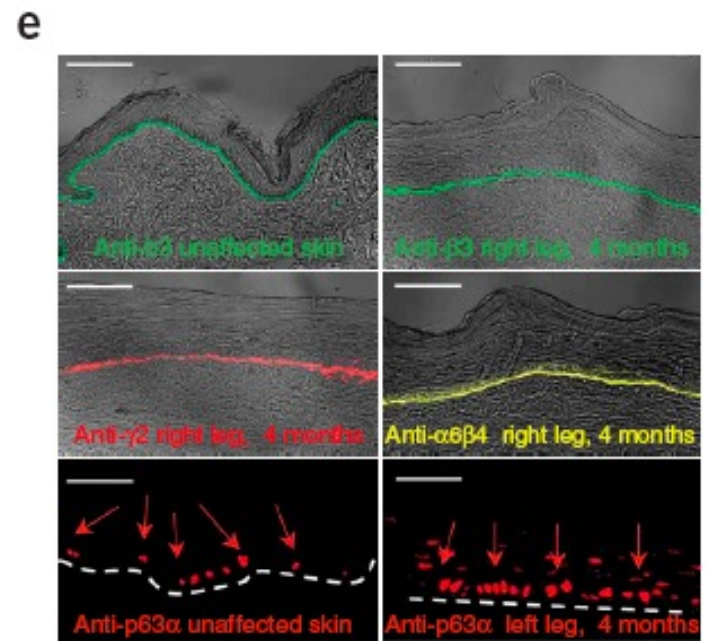 e
Anti-β3 unaffected skin
Anti-β3 right leg, 4 months
Anti-γ2 right leg, 4 months
Anti-α6β4 right leg, 4 months
Anti-p63α unaffected skin
Anti-p63α left leg, 4 months